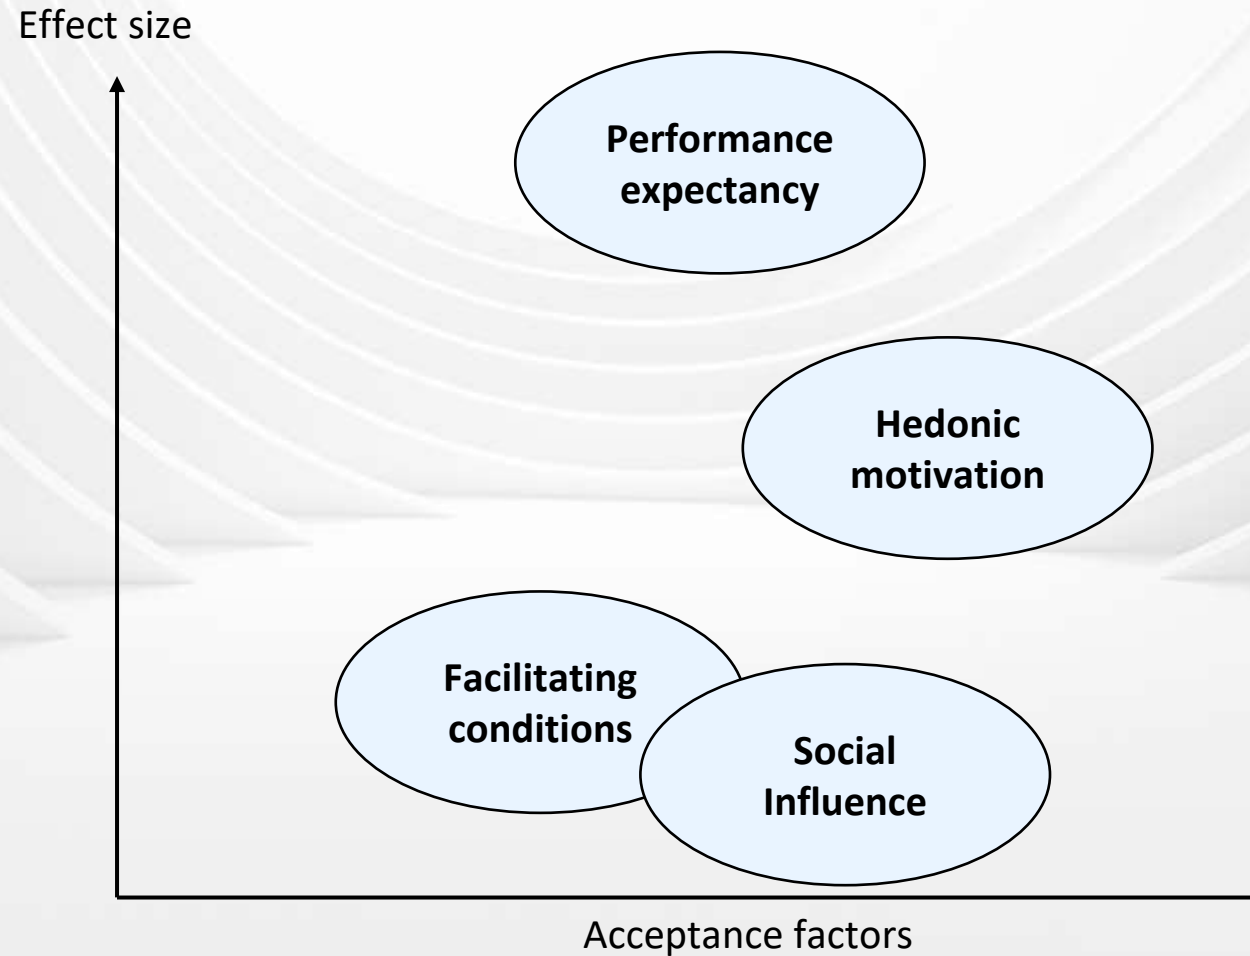 Effect size
Performance
expectancy
Hedonic
motivation
Facilitating
conditions
Social
Influence
Acceptance factors